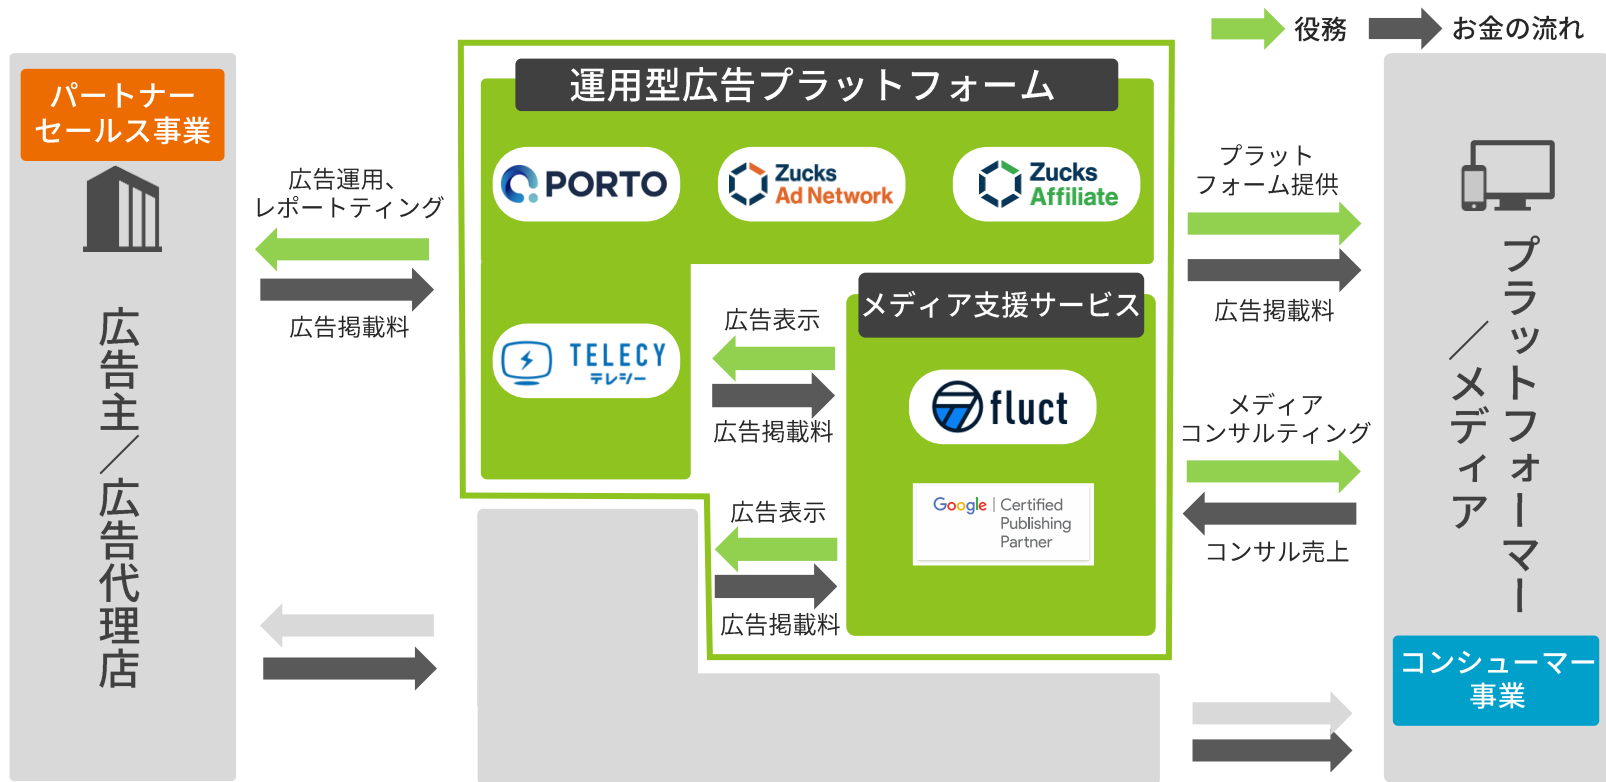 役務
お金の流れ
パートナー
セールス事業
広告主／広告代理店
広告運用、
レポートティング
広告掲載料
運用型広告プラットフォーム
PORTO
Zucks
Ad Network
Zucks
Affiliate
TELECY
テレシー
広告表示
広告掲載料
メディア支援サービス
fluct
Google
Certified
Publishing
Partner
広告表示
広告掲載料
プラット
フォーム提供
広告掲載料
メディア
コンサルティング
コンサル売上
プラットフォーマー
／メディア
コンシューマー
事業